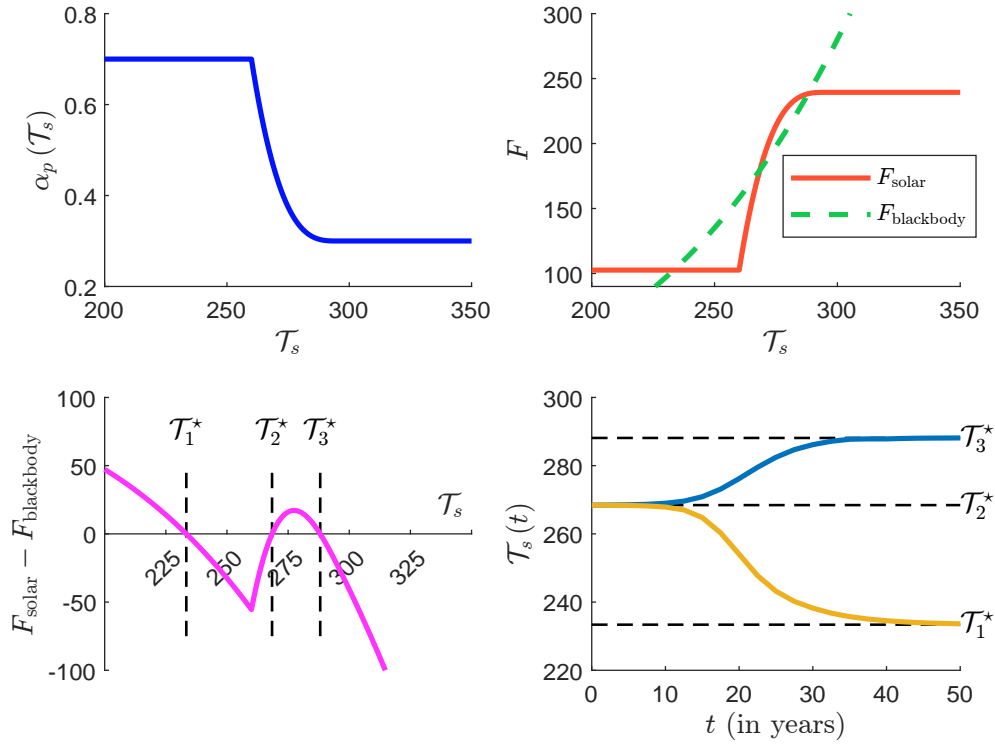 0.8
0.6
0.4
0.2
200
250
300
350
α_p (𝒯_s)
𝒯_s
300
250
200
150
100
200
250
300
350
F
𝒯_s
F_solar
F_blackbody
100
50
0
-50
-100
225
250
275
300
325
F_solar − F_blackbody
𝒯_s
𝒯_1^⋆
𝒯_2^⋆
𝒯_3^⋆
300
280
260
240
220
0
10
20
30
40
50
𝒯_s (t)
t (in years)
𝒯_3^⋆
𝒯_2^⋆
𝒯_1^⋆